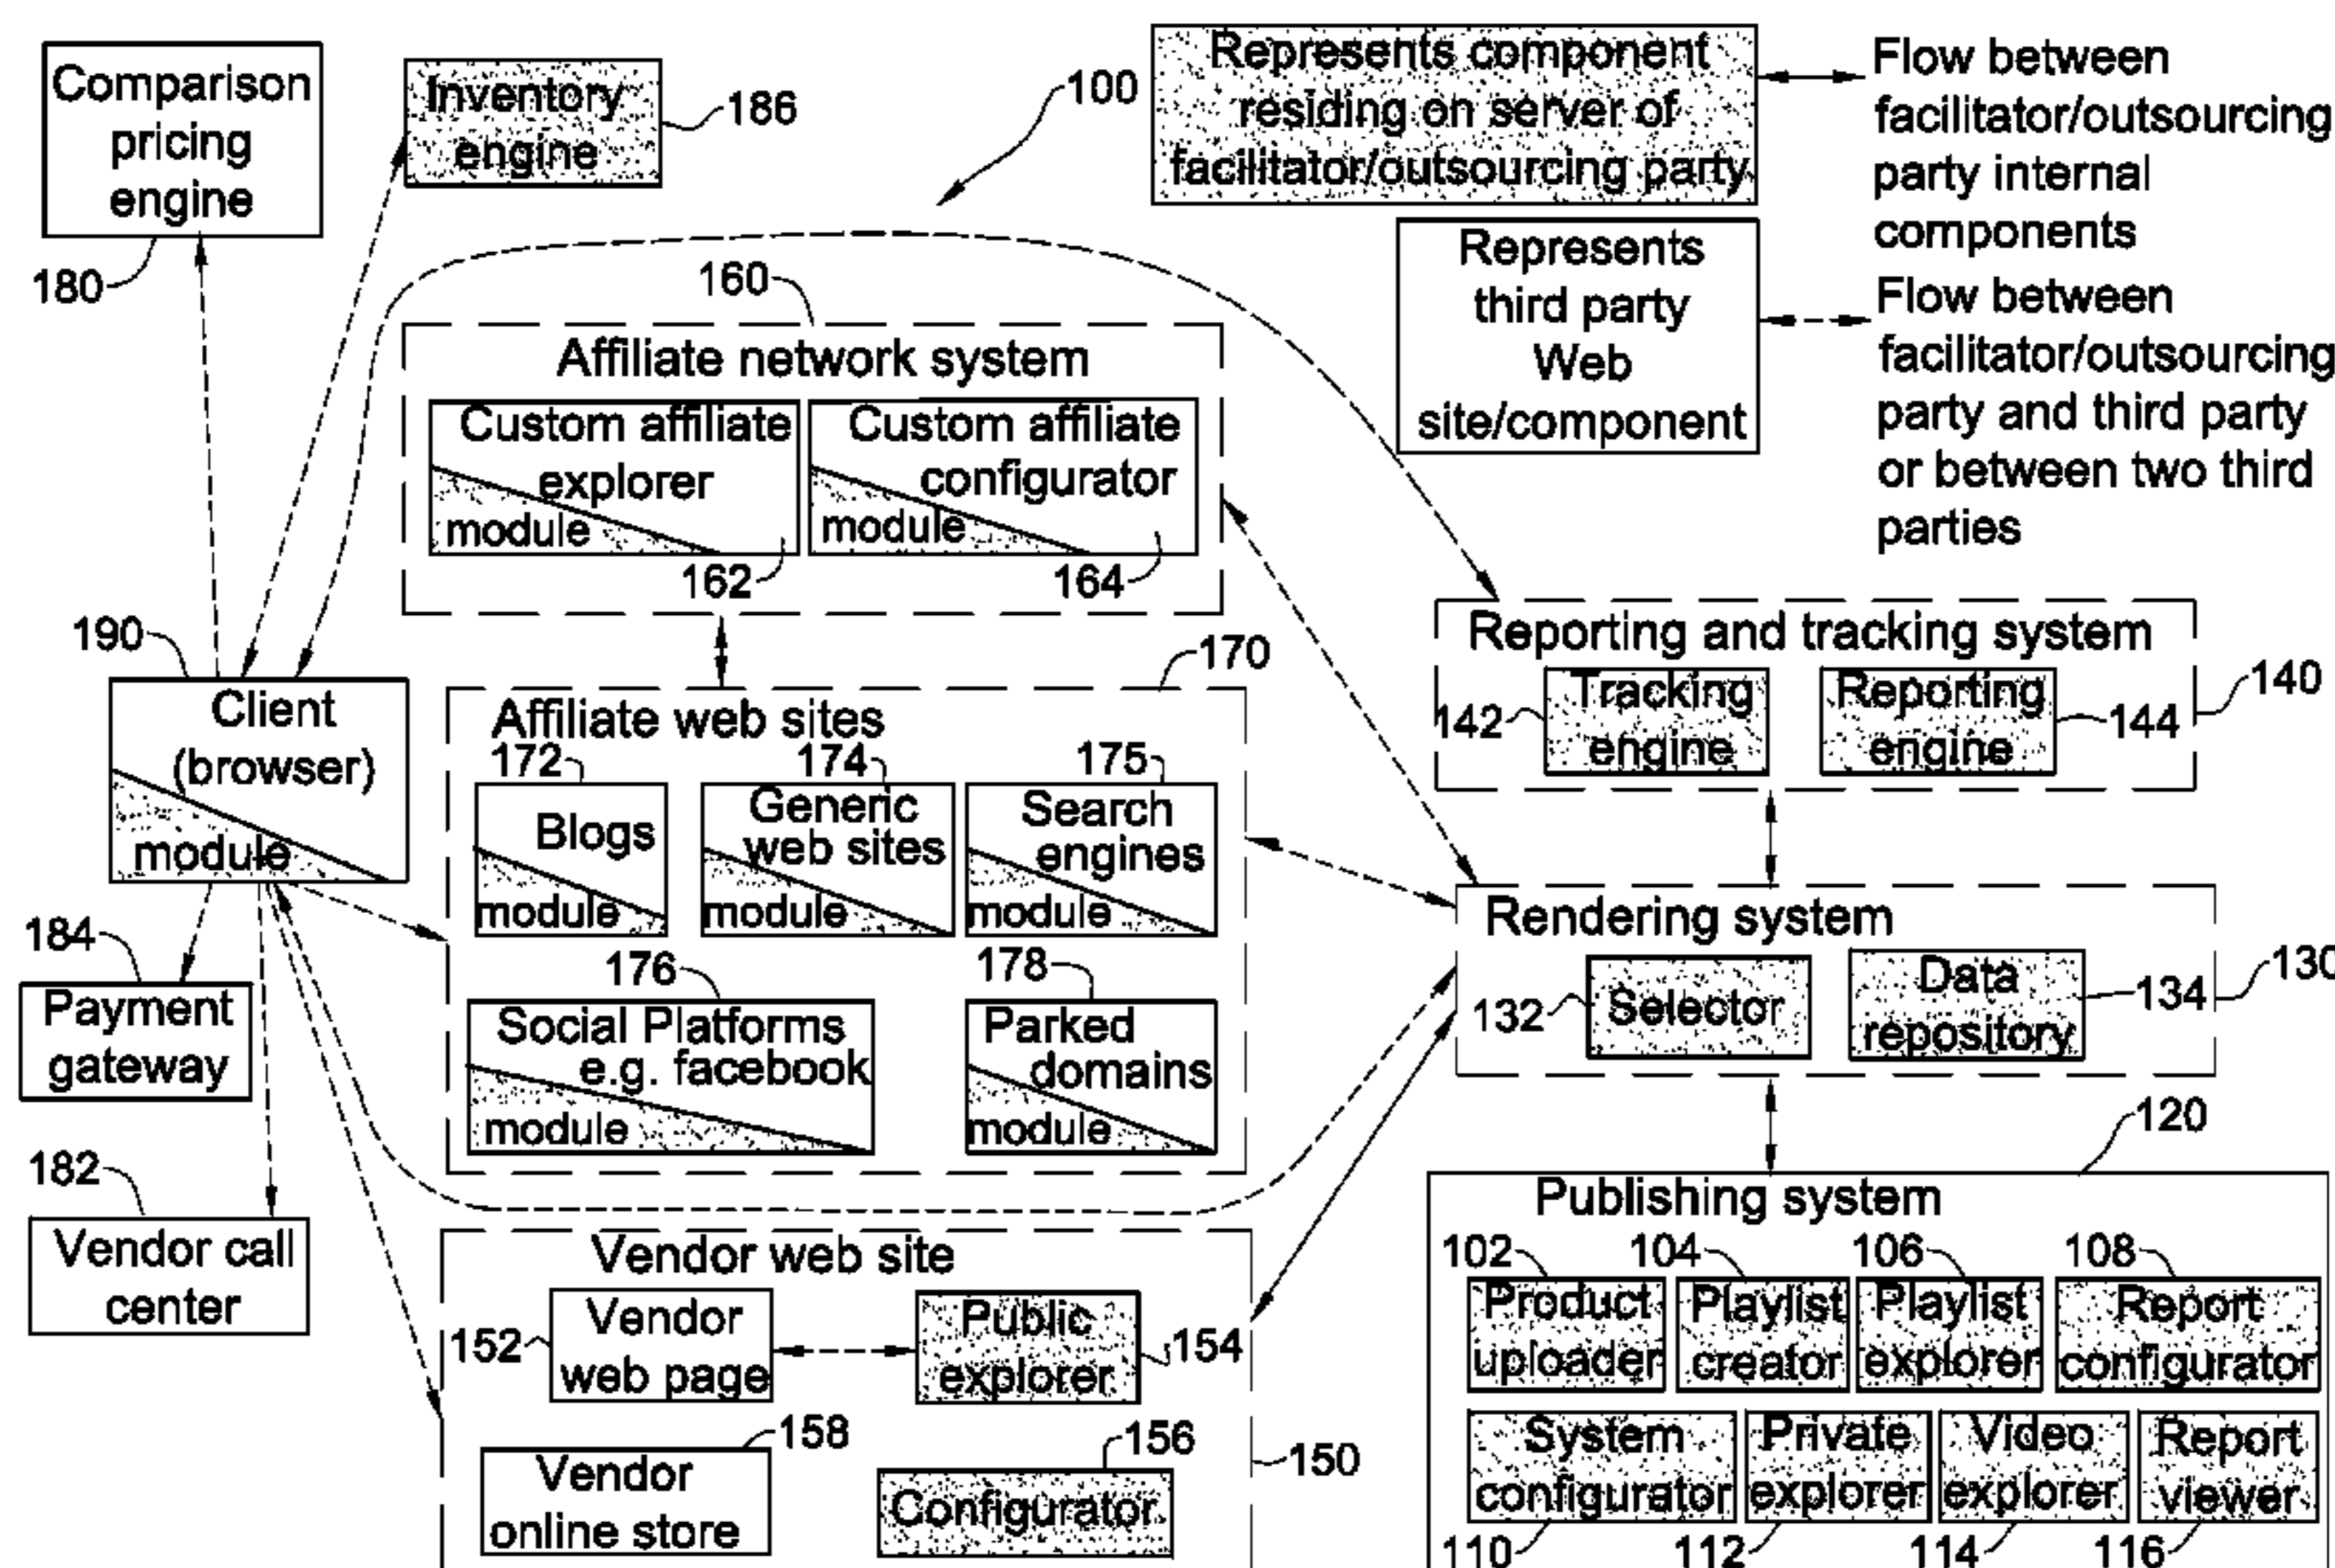 Comparison
pricing
engine
180
Inventory
engine
186
100
Represents component
residing on server of
facilitator/outsourcing party
Flow between
facilitator/outsourcing
party internal
components
Represents
third party
Web
site/component
Flow between
facilitator/outsourcing
party and third party
or between two third
parties
160
Affiliate network system
Custom affiliate
explorer
module
162
Custom affiliate
configurator
module
164
190
Client
(browser)
module
170
Affiliate web sites
172
Blogs
module
174
Generic
web sites
module
175
Search
engines
module
176
Social Platforms
e.g. facebook
module
178
Parked
domains
module
Reporting and tracking system
140
142
Tracking
engine
Reporting
engine
144
Rendering system
130
132
Selector
Data
repository
134
184
Payment
gateway
182
Vendor call
center
Vendor web site
152
Vendor
web page
Public
explorer
154
158
Vendor
online store
156
Configurator
150
120
Publishing system
102
Product
uploader
104
Playlist
creator
106
Playlist
explorer
108
Report
configurator
System
configurator
110
Private
explorer
112
Video
explorer
114
Report
viewer
116